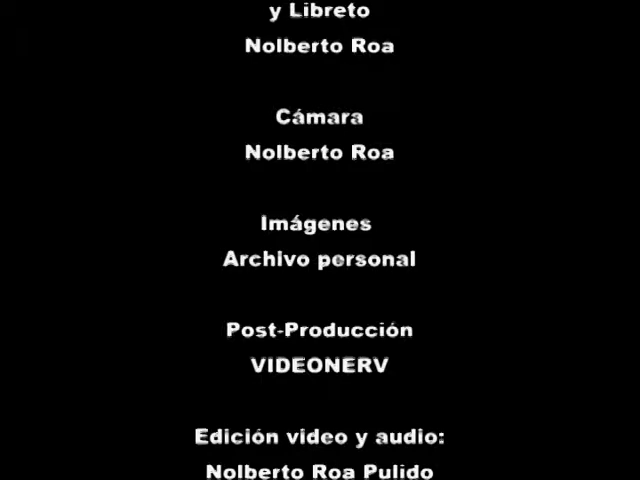 y Libreto
Nolberto Roa
Cámara
Nolberto Roa
Imágenes
Archivo personal
Post-Producción
VIDEONERV
Edición video y audio:
Nolberto Roa Pulido